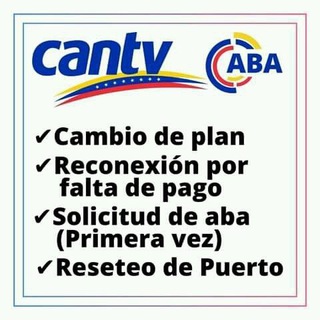 cantv ABA
✔Cambio de plan
✔Reconexión por
falta de pago
✔Solicitud de aba
(Primera vez)
✔Reseteo de Puerto